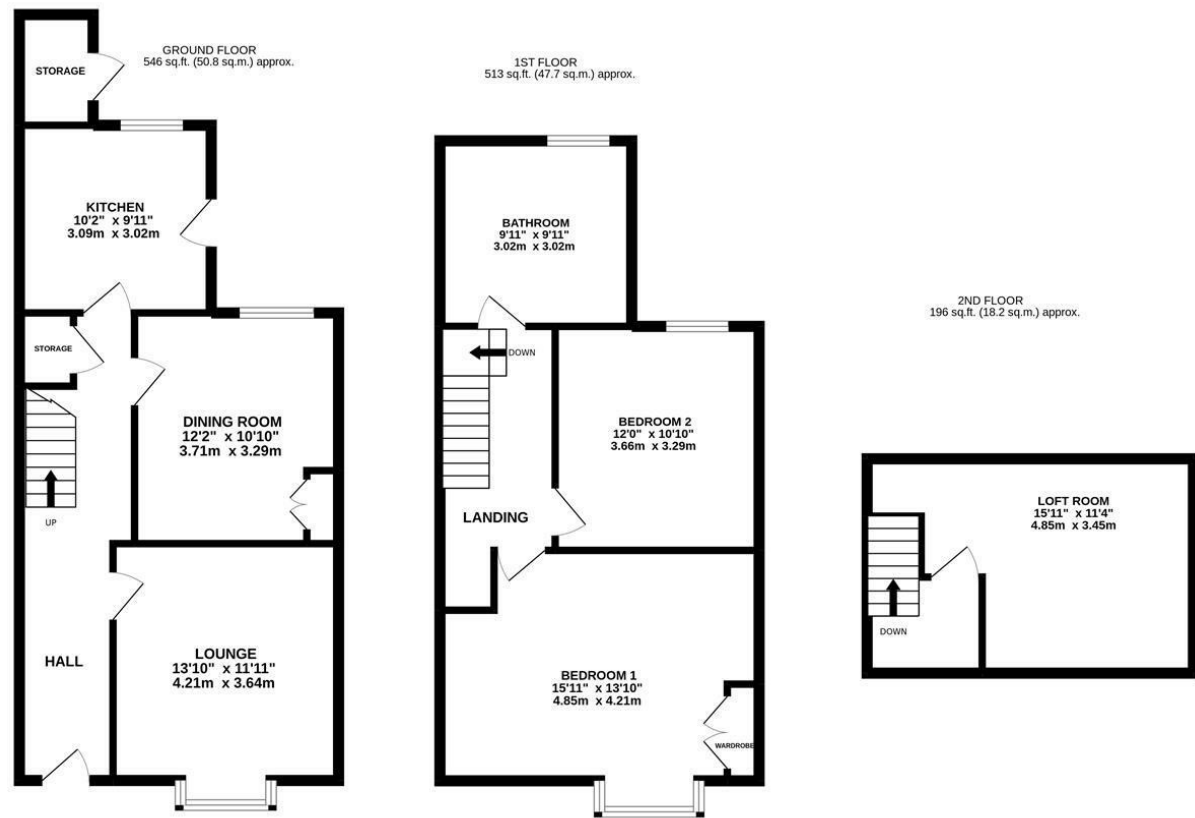 GROUND FLOOR
546 sq.ft. (50.8 sq.m.) approx.
STORAGE
KITCHEN
10'2" x 9'11"
3.09m x 3.02m
STORAGE
DINING ROOM
12'2" x 10'10"
3.71m x 3.29m
UP
HALL
LOUNGE
13'10" x 11'11"
4.21m x 3.64m
1ST FLOOR
513 sq.ft. (47.7 sq.m.) approx.
BATHROOM
9'11" x 9'11"
3.02m x 3.02m
DOWN
BEDROOM 2
12'0" x 10'10"
3.66m x 3.29m
LANDING
BEDROOM 1
15'11" x 13'10"
4.85m x 4.21m
WARDROBE
2ND FLOOR
196 sq.ft. (18.2 sq.m.) approx.
LOFT ROOM
15'11" x 11'4"
4.85m x 3.45m
DOWN